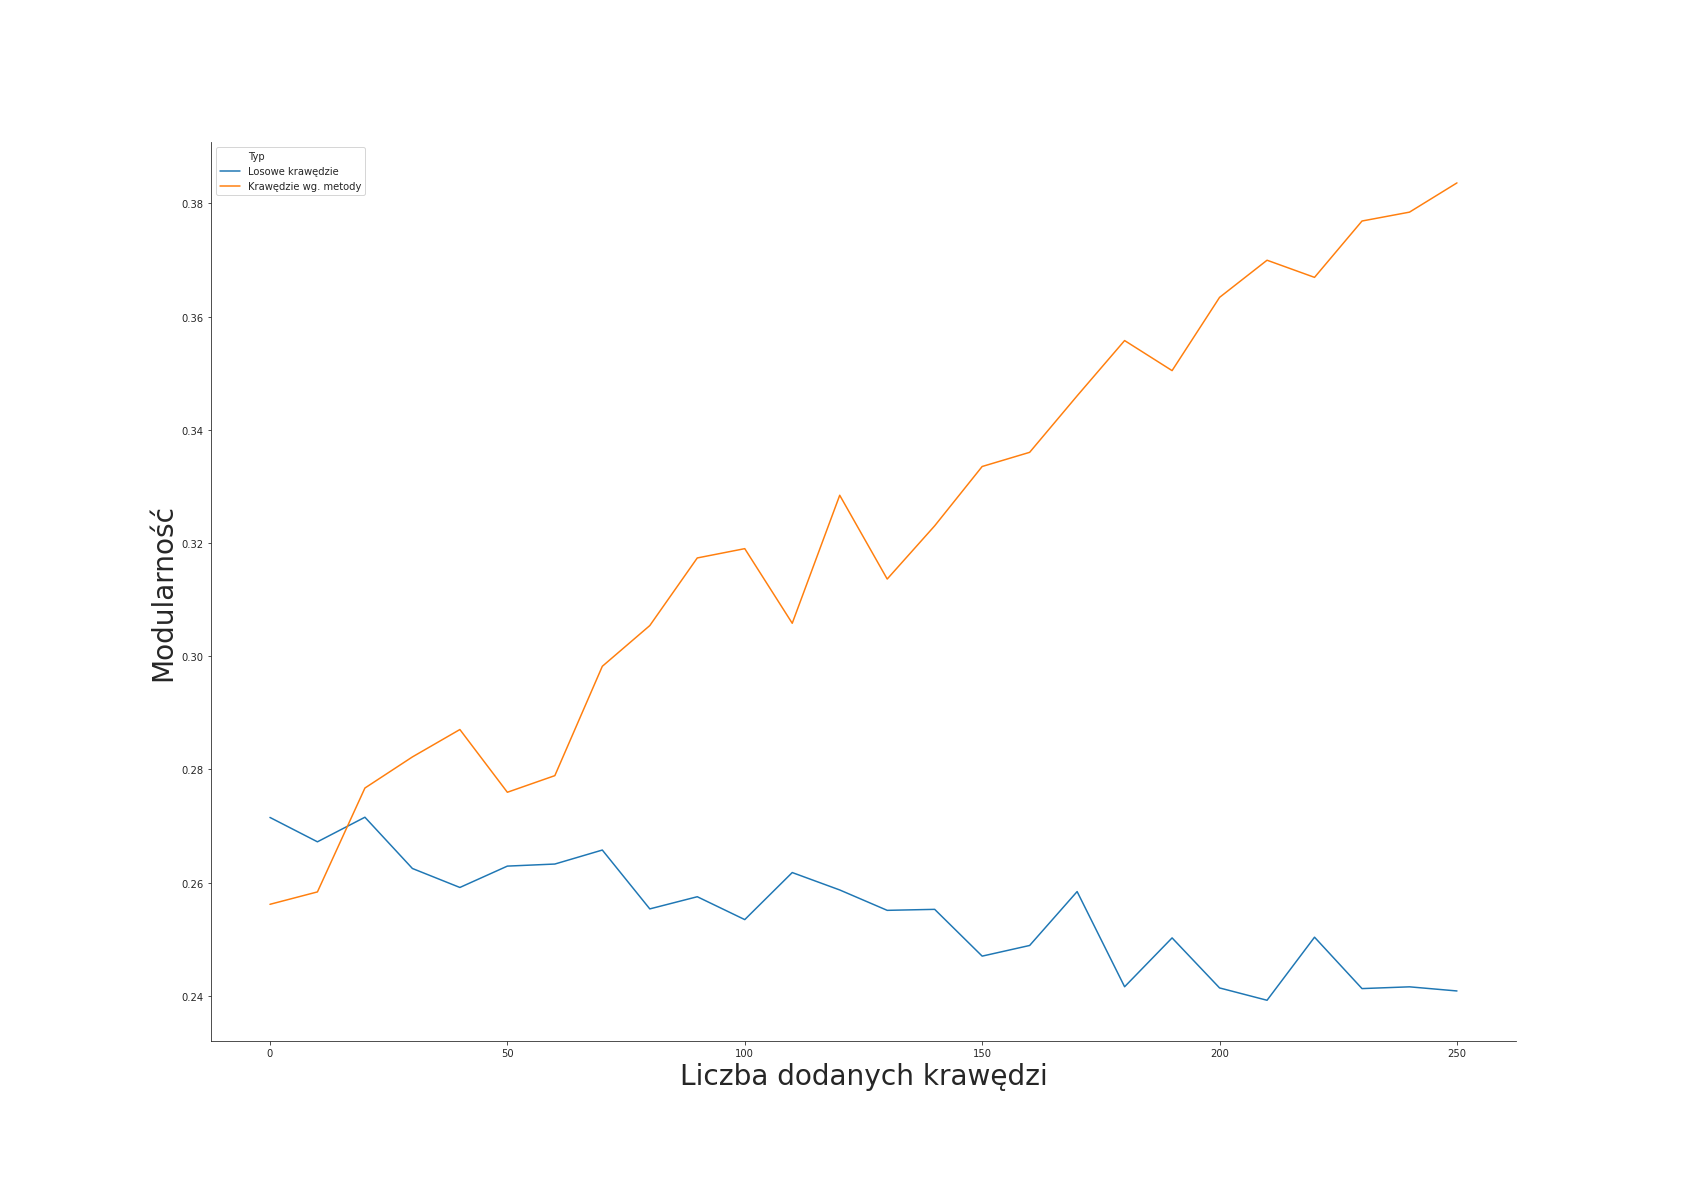 Typ
Losowe krawędzie
Krawędzie wg. metody
0.38
0.36
0.34
0.32
0.30
0.28
0.26
0.24
Modularność
0 50 100 150 200 250
Liczba dodanych krawędzi